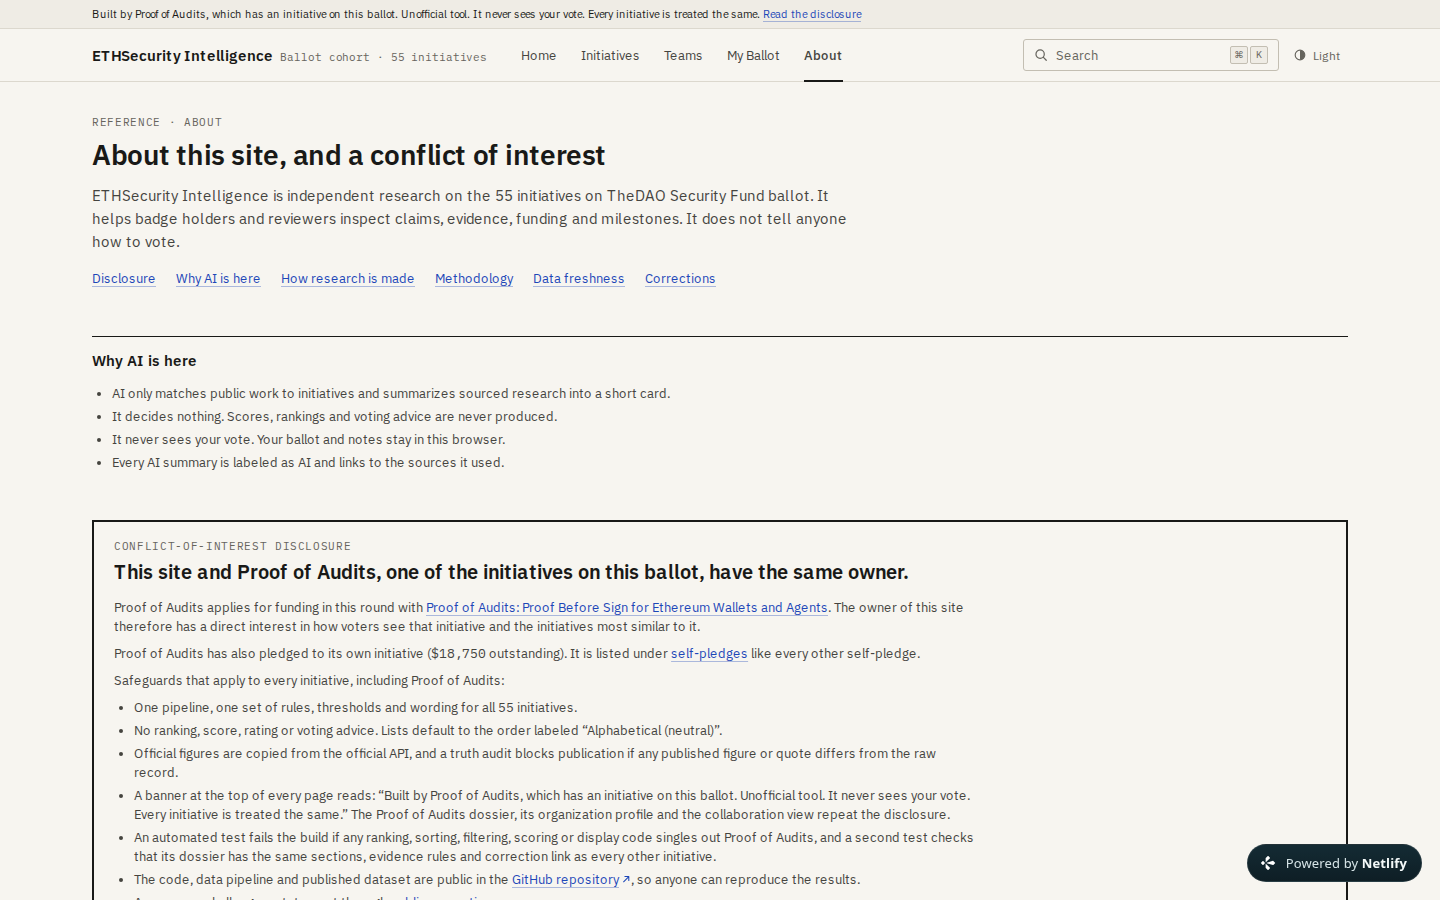 Built by Proof of Audits, which has an initiative on this ballot. Unofficial tool. It never sees your vote. Every initiative is treated the same. Read the disclosure
ETHSecurity Intelligence Ballot cohort · 55 initiatives Home Initiatives Teams My Ballot About Search ⌘ K Light
REFERENCE · ABOUT
About this site, and a conflict of interest
ETHSecurity Intelligence is independent research on the 55 initiatives on TheDAO Security Fund ballot. It
helps badge holders and reviewers inspect claims, evidence, funding and milestones. It does not tell anyone
how to vote.
Disclosure Why AI is here How research is made Methodology Data freshness Corrections
Why AI is here
• AI only matches public work to initiatives and summarizes sourced research into a short card.
• It decides nothing. Scores, rankings and voting advice are never produced.
• It never sees your vote. Your ballot and notes stay in this browser.
• Every AI summary is labeled as AI and links to the sources it used.
CONFLICT-OF-INTEREST DISCLOSURE
This site and Proof of Audits, one of the initiatives on this ballot, have the same owner.
Proof of Audits applies for funding in this round with Proof of Audits: Proof Before Sign for Ethereum Wallets and Agents. The owner of this site
therefore has a direct interest in how voters see that initiative and the initiatives most similar to it.
Proof of Audits has also pledged to its own initiative ($18,750 outstanding). It is listed under self-pledges like every other self-pledge.
Safeguards that apply to every initiative, including Proof of Audits:
• One pipeline, one set of rules, thresholds and wording for all 55 initiatives.
• No ranking, score, rating or voting advice. Lists default to the order labeled “Alphabetical (neutral)”.
• Official figures are copied from the official API, and a truth audit blocks publication if any published figure or quote differs from the raw
record.
• A banner at the top of every page reads: “Built by Proof of Audits, which has an initiative on this ballot. Unofficial tool. It never sees your vote.
Every initiative is treated the same.” The Proof of Audits dossier, its organization profile and the collaboration view repeat the disclosure.
• An automated test fails the build if any ranking, sorting, filtering, scoring or display code singles out Proof of Audits, and a second test checks
that its dossier has the same sections, evidence rules and correction link as every other initiative.
• The code, data pipeline and published dataset are public in the GitHub repository↗, so anyone can reproduce the results.
Powered by Netlify